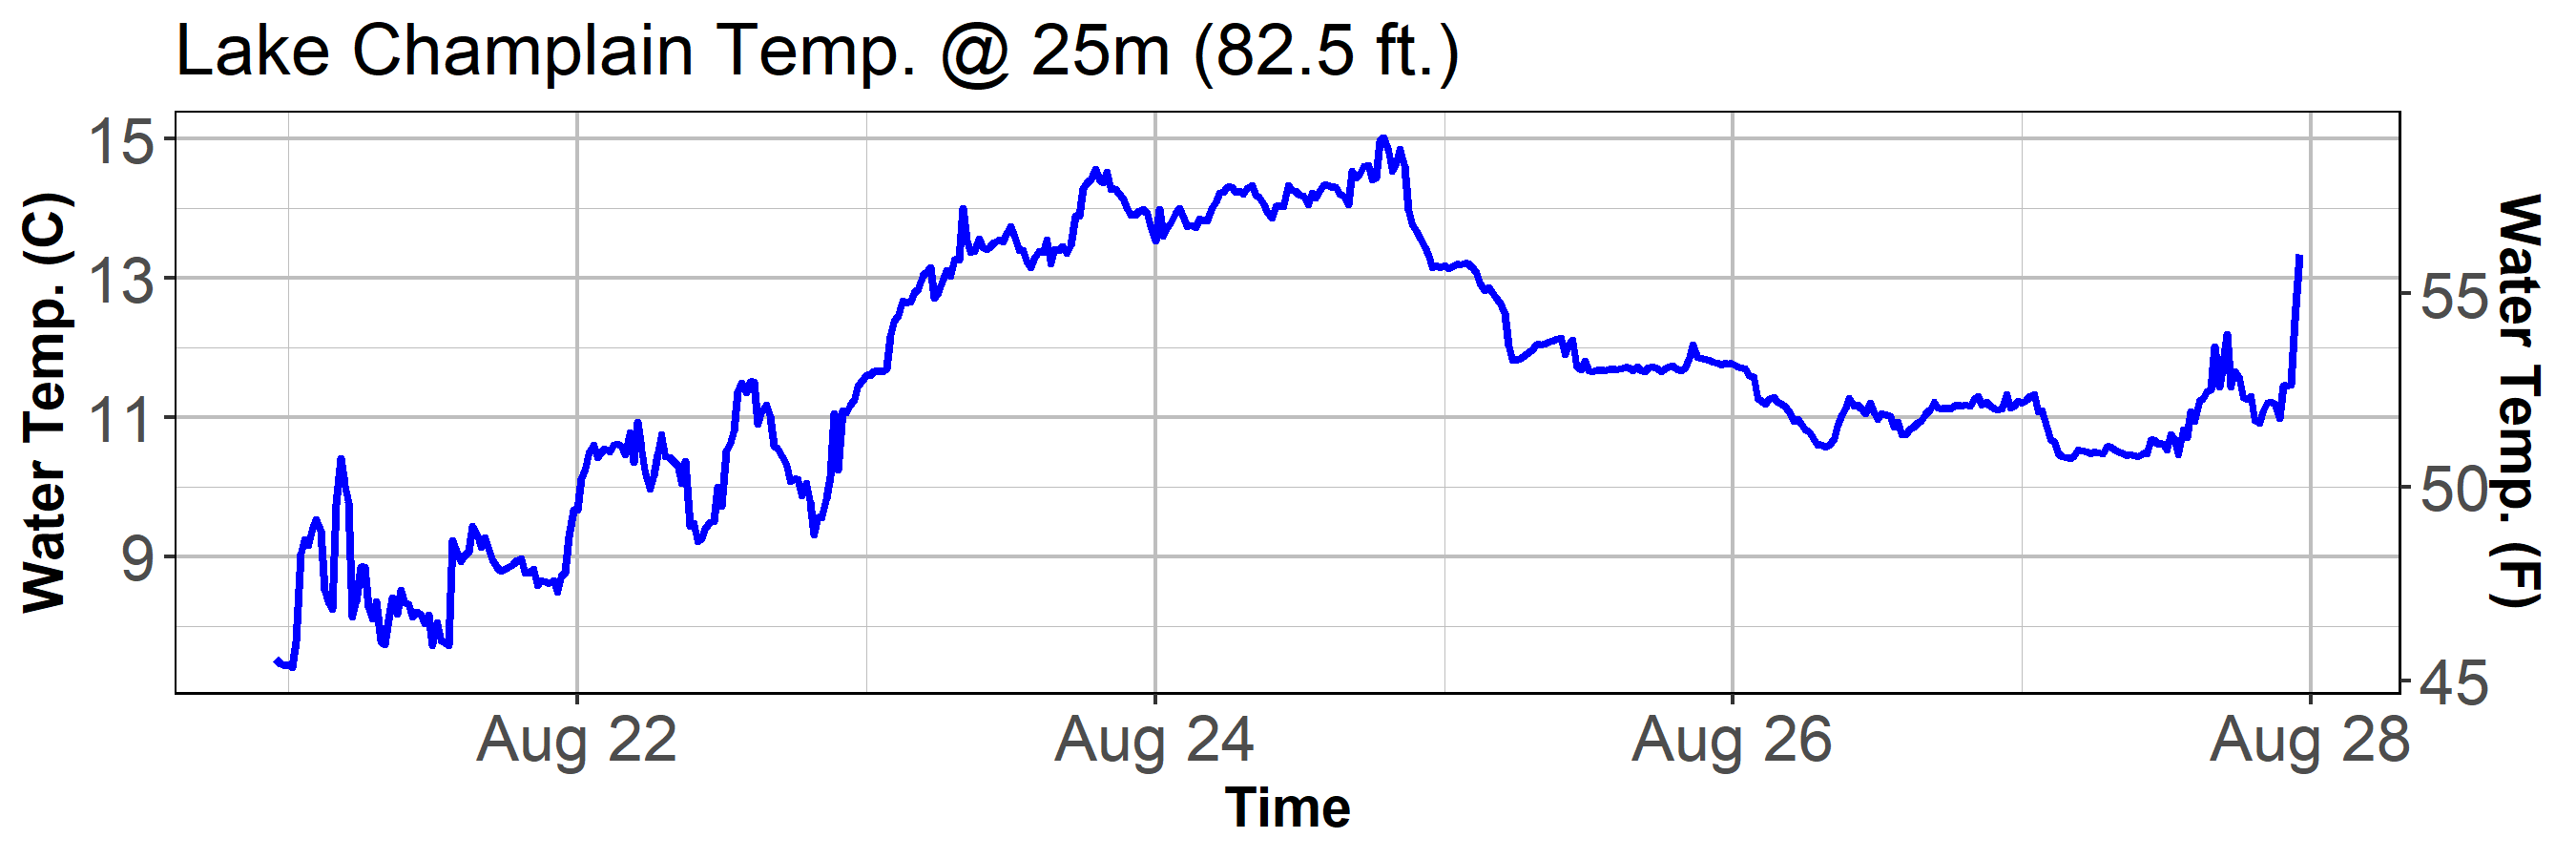 Lake Champlain Temp. @ 25m (82.5 ft.)
Water Temp. (C)
15
13
11
9
Water Temp. (F)
55
50
45
Aug 22
Aug 24
Aug 26
Aug 28
Time